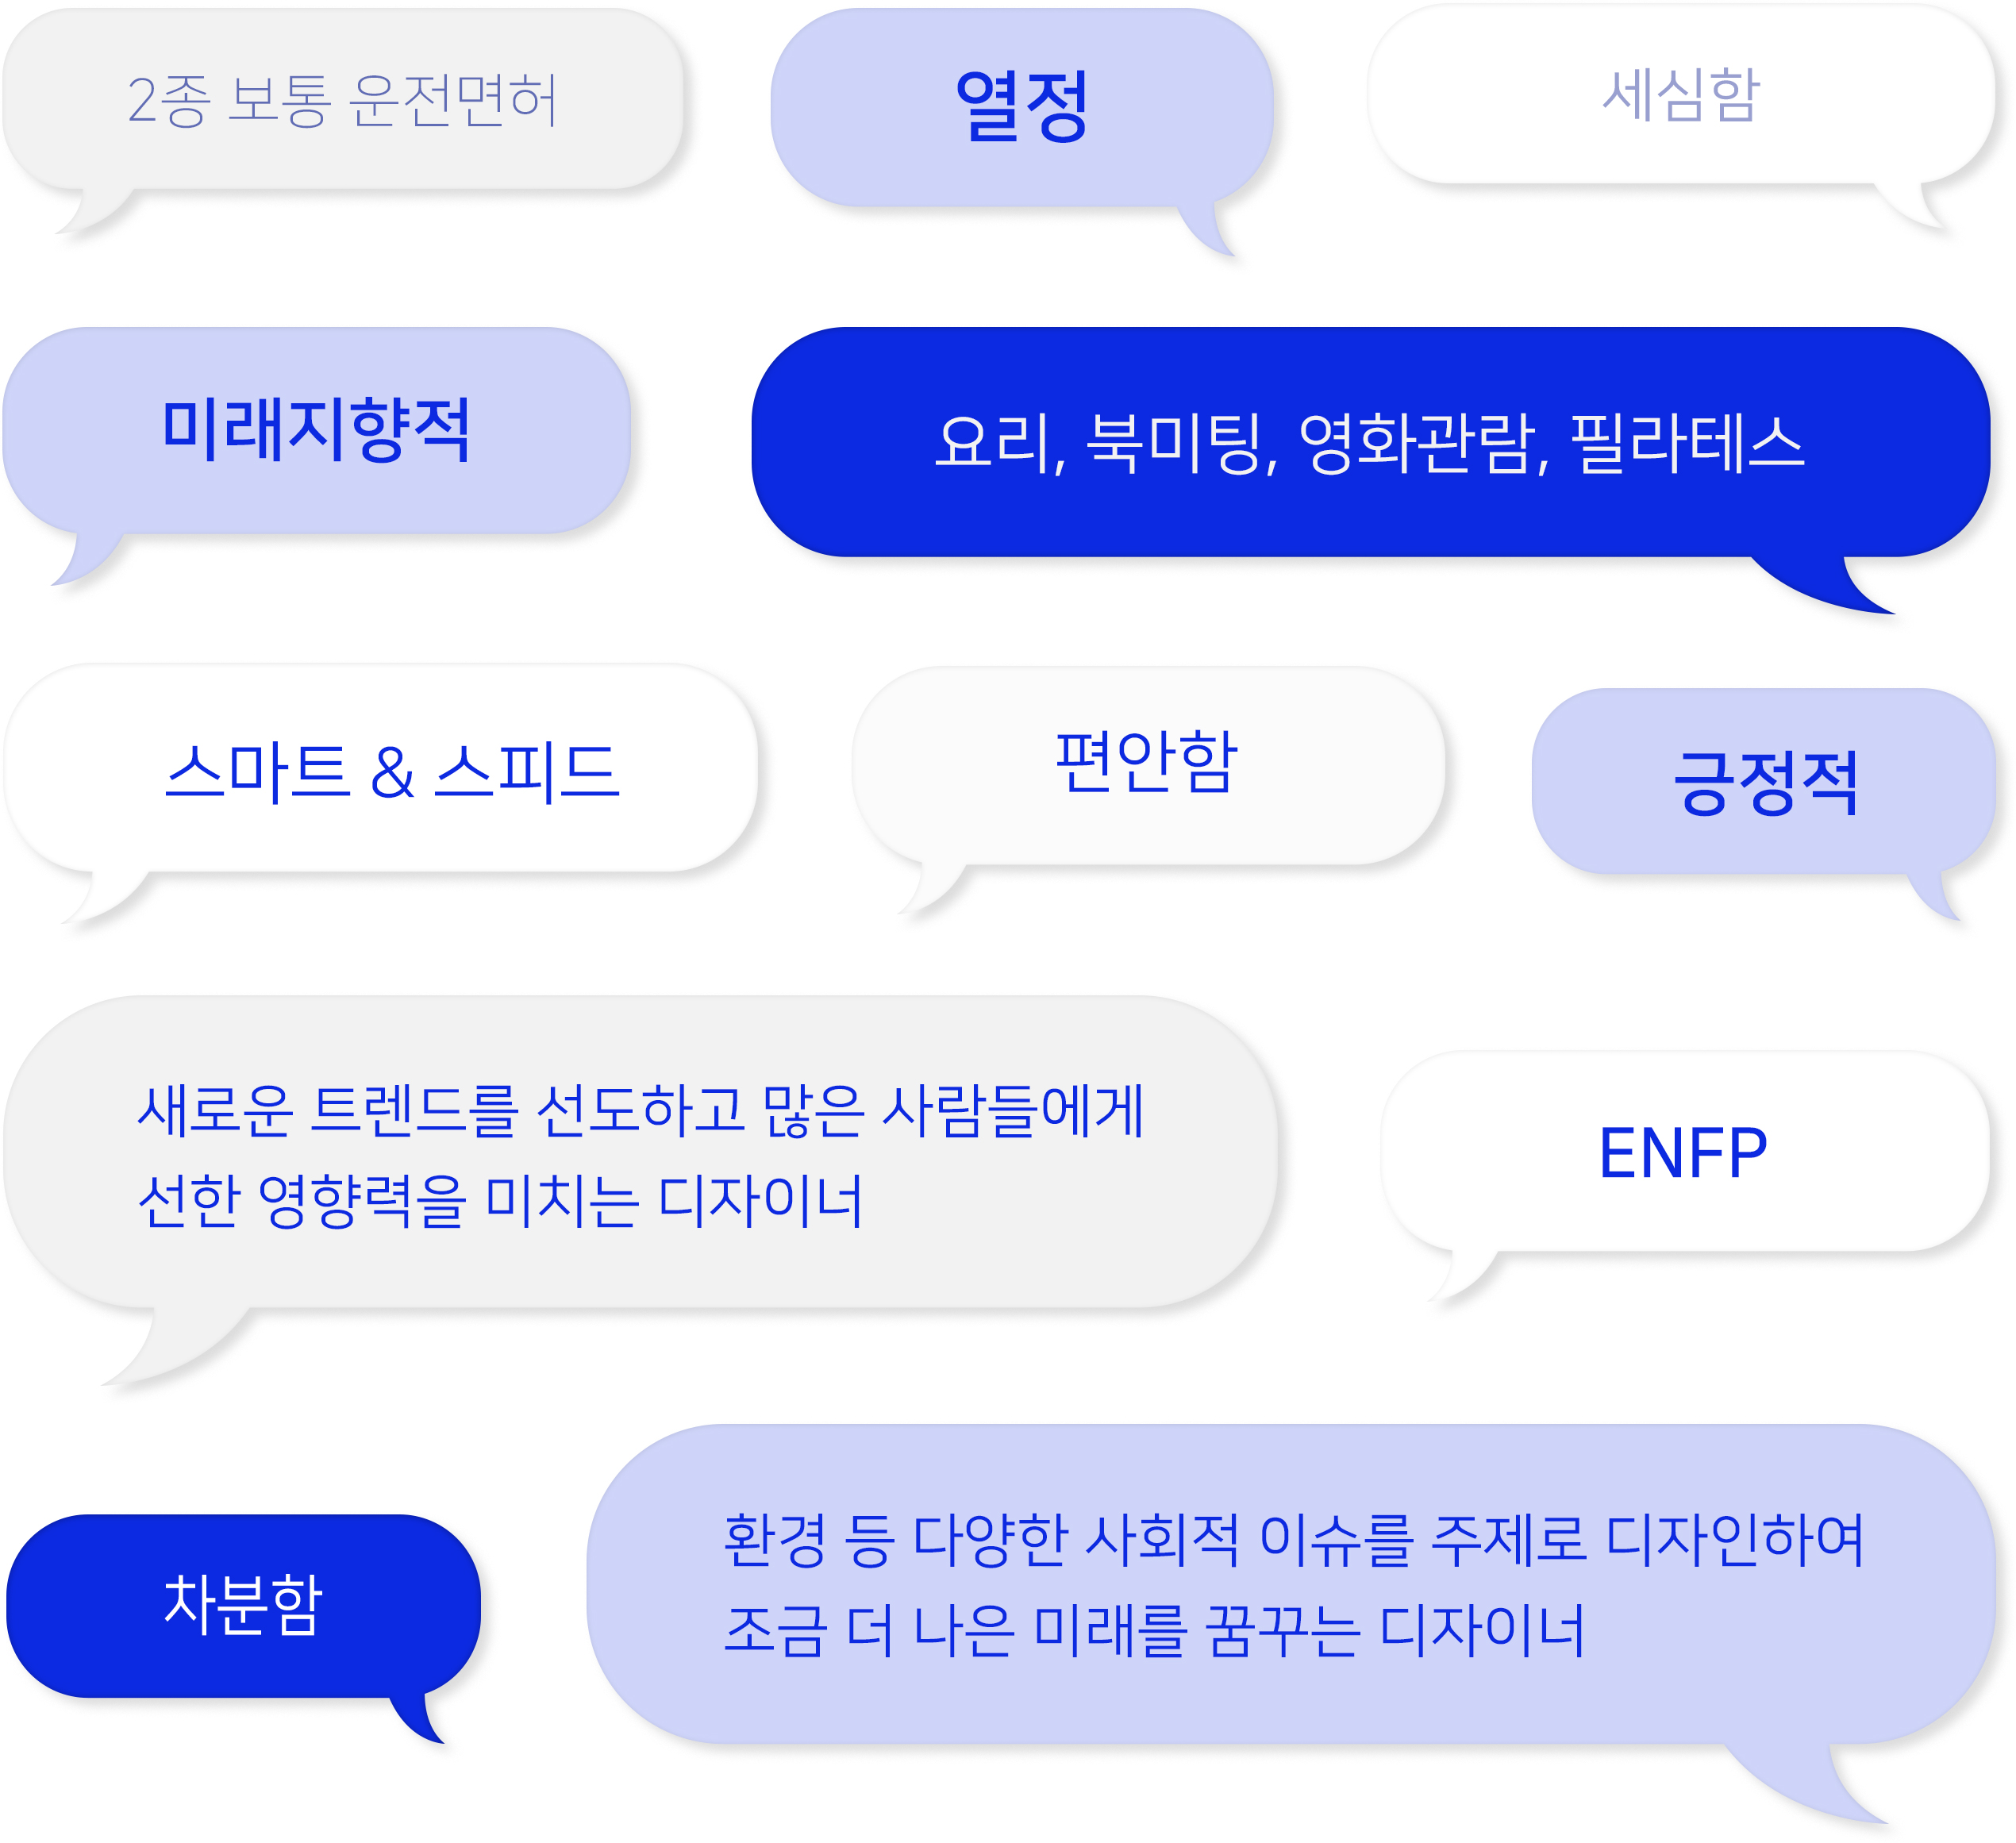 2종 보통 운전면허
열정
세심함
미래지향적
요리, 북미팅, 영화관람, 필라테스
스마트 & 스피드
편안함
긍정적
새로운 트렌드를 선도하고 많은 사람들에게
선한 영향력을 미치는 디자이너
ENFP
환경 등 다양한 사회적 이슈를 주제로 디자인하여
조금 더 나은 미래를 꿈꾸는 디자이너
차분함